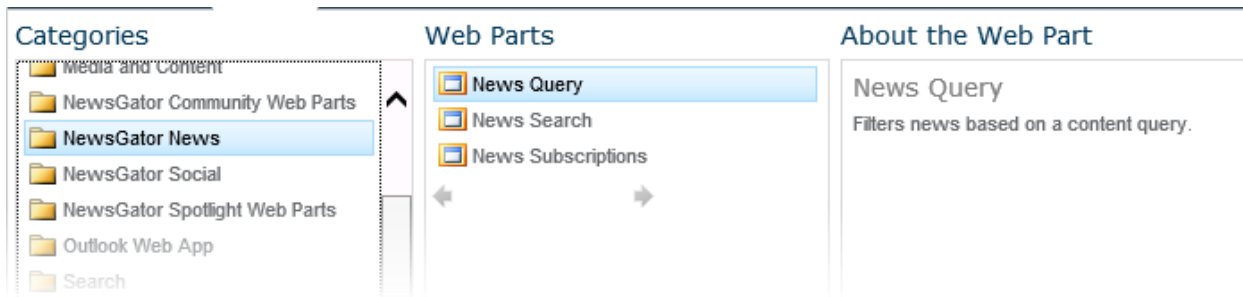 Categories
Media and Content
NewsGator Community Web Parts
NewsGator News
NewsGator Social
NewsGator Spotlight Web Parts
Outlook Web App
Search
Web Parts
News Query
News Search
News Subscriptions
About the Web Part
News Query
Filters news based on a content query.